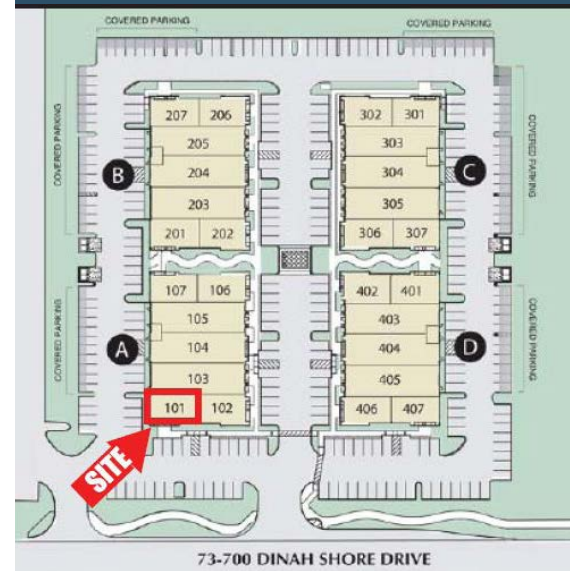 COVERED PARKING
COVERED PARKING
COVERED PARKING
COVERED PARKING
207 206
205
204
203
201 202
B
302 301
303
304
305
306 307
C
107 106
105
104
103
101 102
A
402 401
403
404
405
406 407
D
COVERED PARKING
COVERED PARKING
SITE
73-700 DINAH SHORE DRIVE